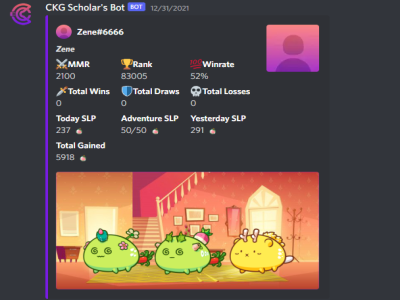 CKG Scholar's Bot BOT 12/31/2021
Zene#6666
Zene
MMR Rank Winrate
2100 83005 52%
Total Wins Total Draws Total Losses
0 0 0
Today SLP Adventure SLP Yesterday SLP
237 50/50 291
Total Gained
5918